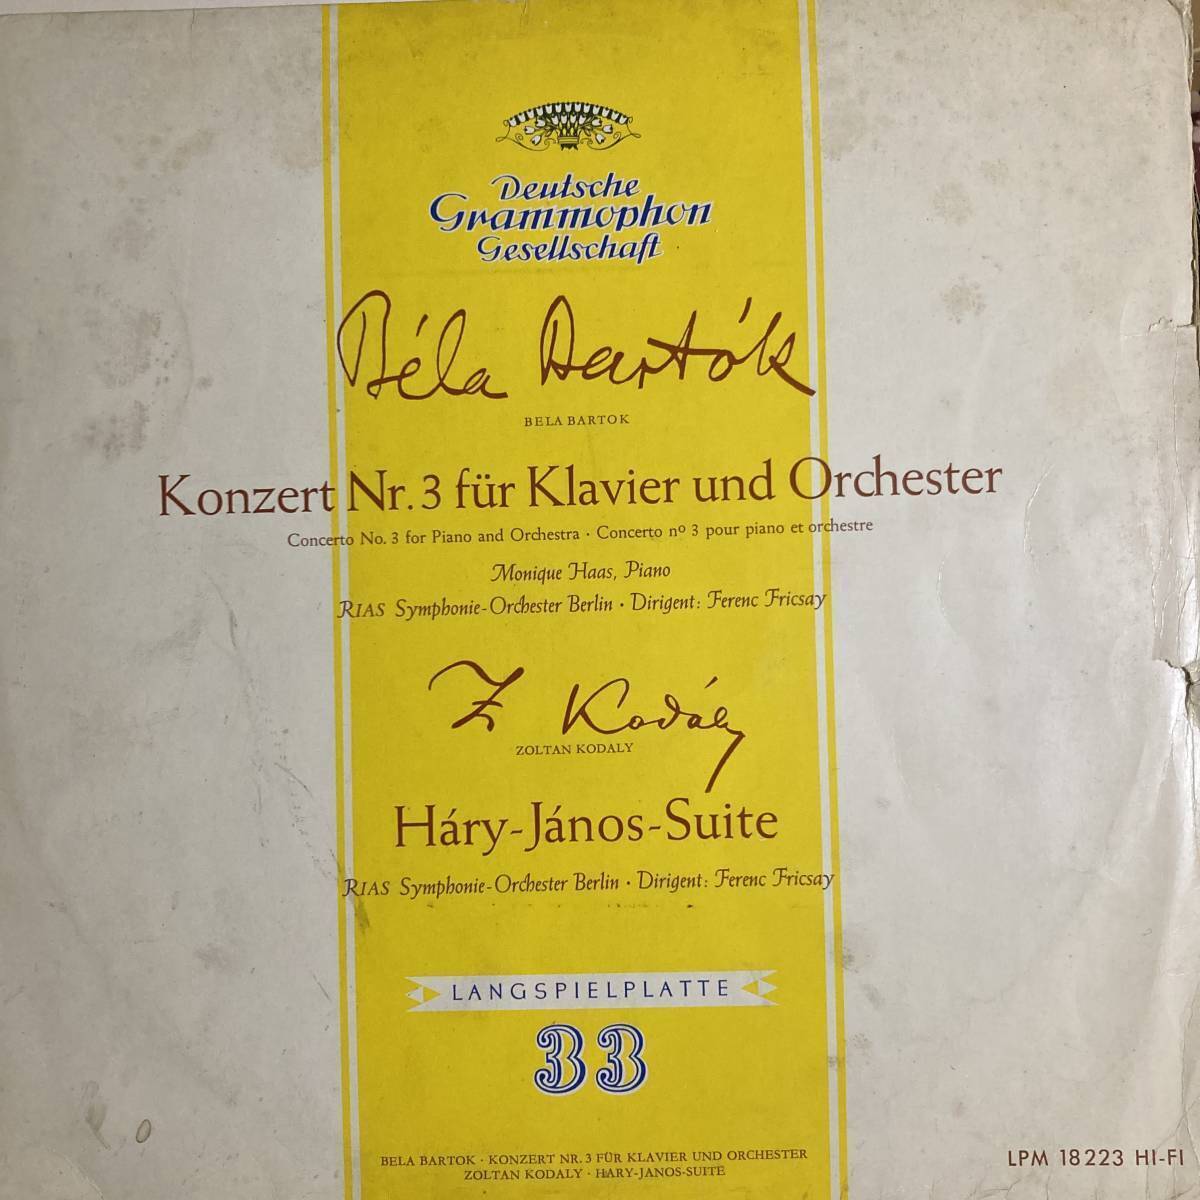 Deutsche
Grammophon
Gesellschaft
Béla Bartók
BELA BARTOK
Konzert Nr. 3 für Klavier und Orchester
Concerto No. 3 for Piano and Orchestra · Concerto nº 3 pour piano et orchestre
Monique Haas, Piano
RIAS Symphonie-Orchester Berlin · Dirigent: Ferenc Fricsay
Z Kodály
ZOLTAN KODALY
Háry-János-Suite
RIAS Symphonie-Orchester Berlin · Dirigent: Ferenc Fricsay
LANGSPIELPLATTE
33
BELA BARTOK · KONZERT NR. 3 FÜR KLAVIER UND ORCHESTER
ZOLTAN KODALY · HARY-JANOS-SUITE
LPM 18 223 HI-FI